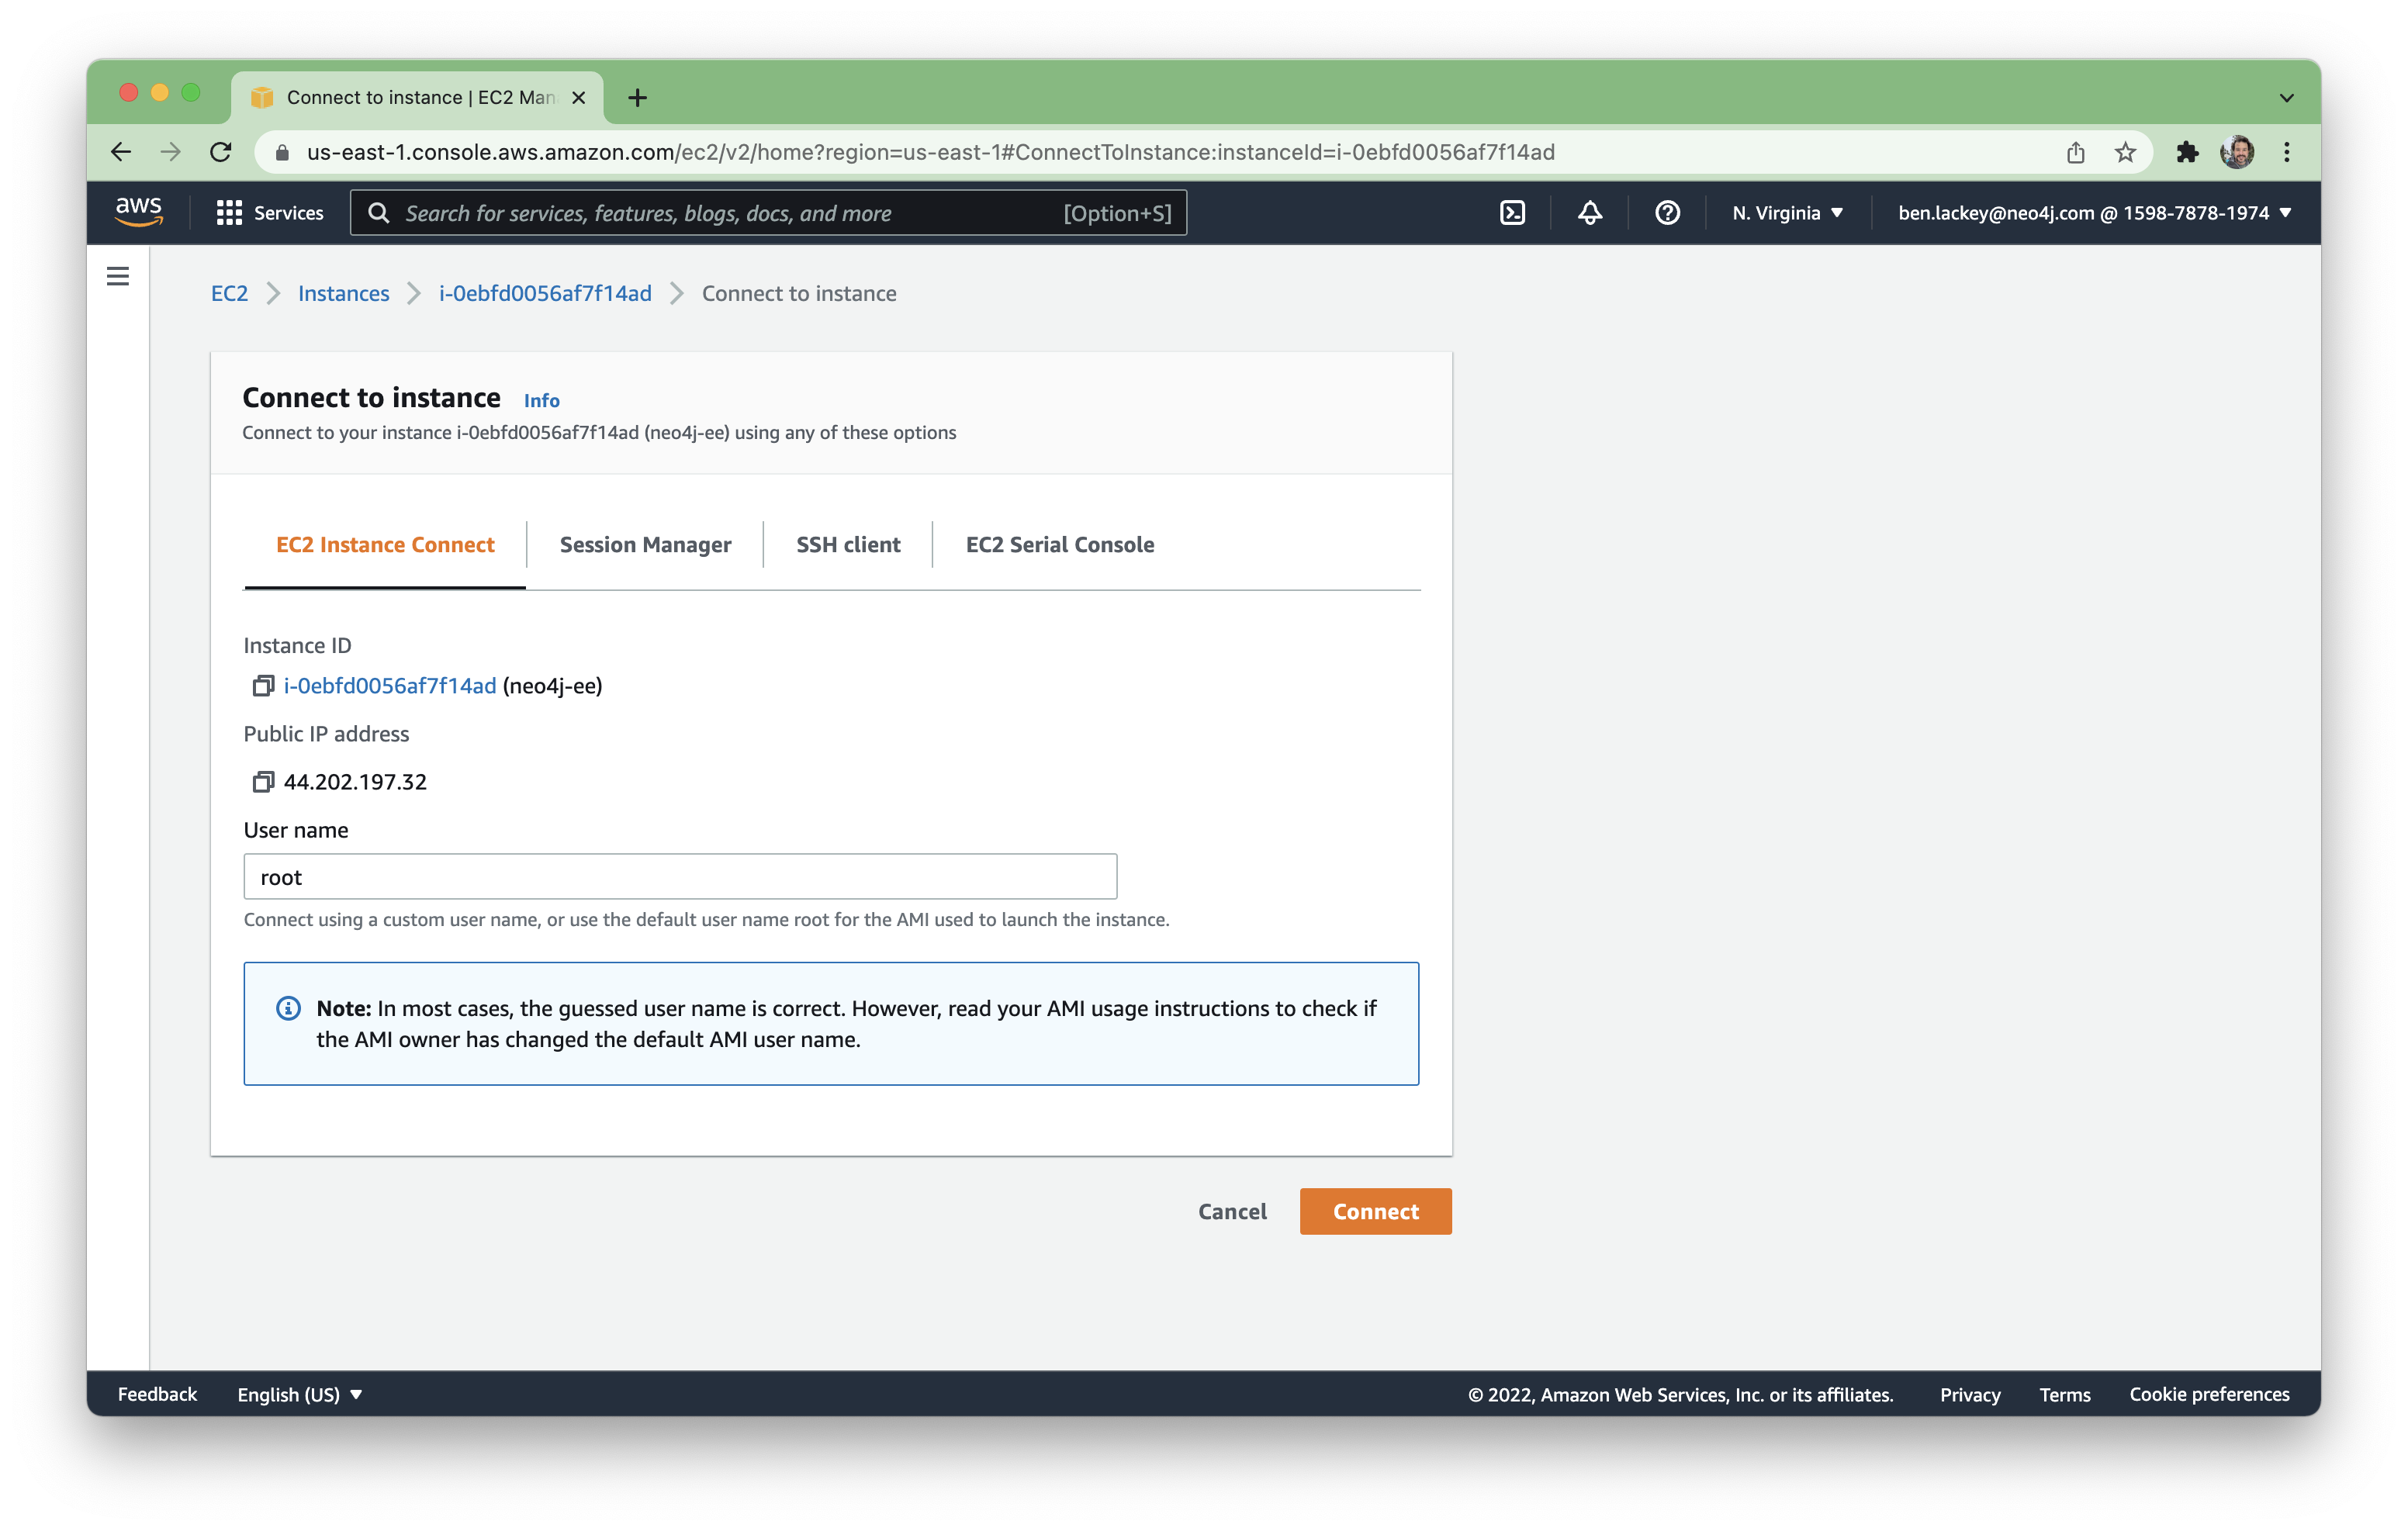 Connect to instance | EC2 Man
us-east-1.console.aws.amazon.com/ec2/v2/home?region=us-east-1#ConnectToInstance:instanceId=i-0ebfd0056af7f14ad
aws Services Search for services, features, blogs, docs, and more [Option+S] N. Virginia ben.lackey@neo4j.com @ 1598-7878-1974
EC2 Instances i-0ebfd0056af7f14ad Connect to instance
Connect to instance Info
Connect to your instance i-0ebfd0056af7f14ad (neo4j-ee) using any of these options
EC2 Instance Connect Session Manager SSH client EC2 Serial Console
Instance ID
i-0ebfd0056af7f14ad (neo4j-ee)
Public IP address
44.202.197.32
User name
root
Connect using a custom user name, or use the default user name root for the AMI used to launch the instance.
Note: In most cases, the guessed user name is correct. However, read your AMI usage instructions to check if
the AMI owner has changed the default AMI user name.
Cancel Connect
Feedback English (US) © 2022, Amazon Web Services, Inc. or its affiliates. Privacy Terms Cookie preferences